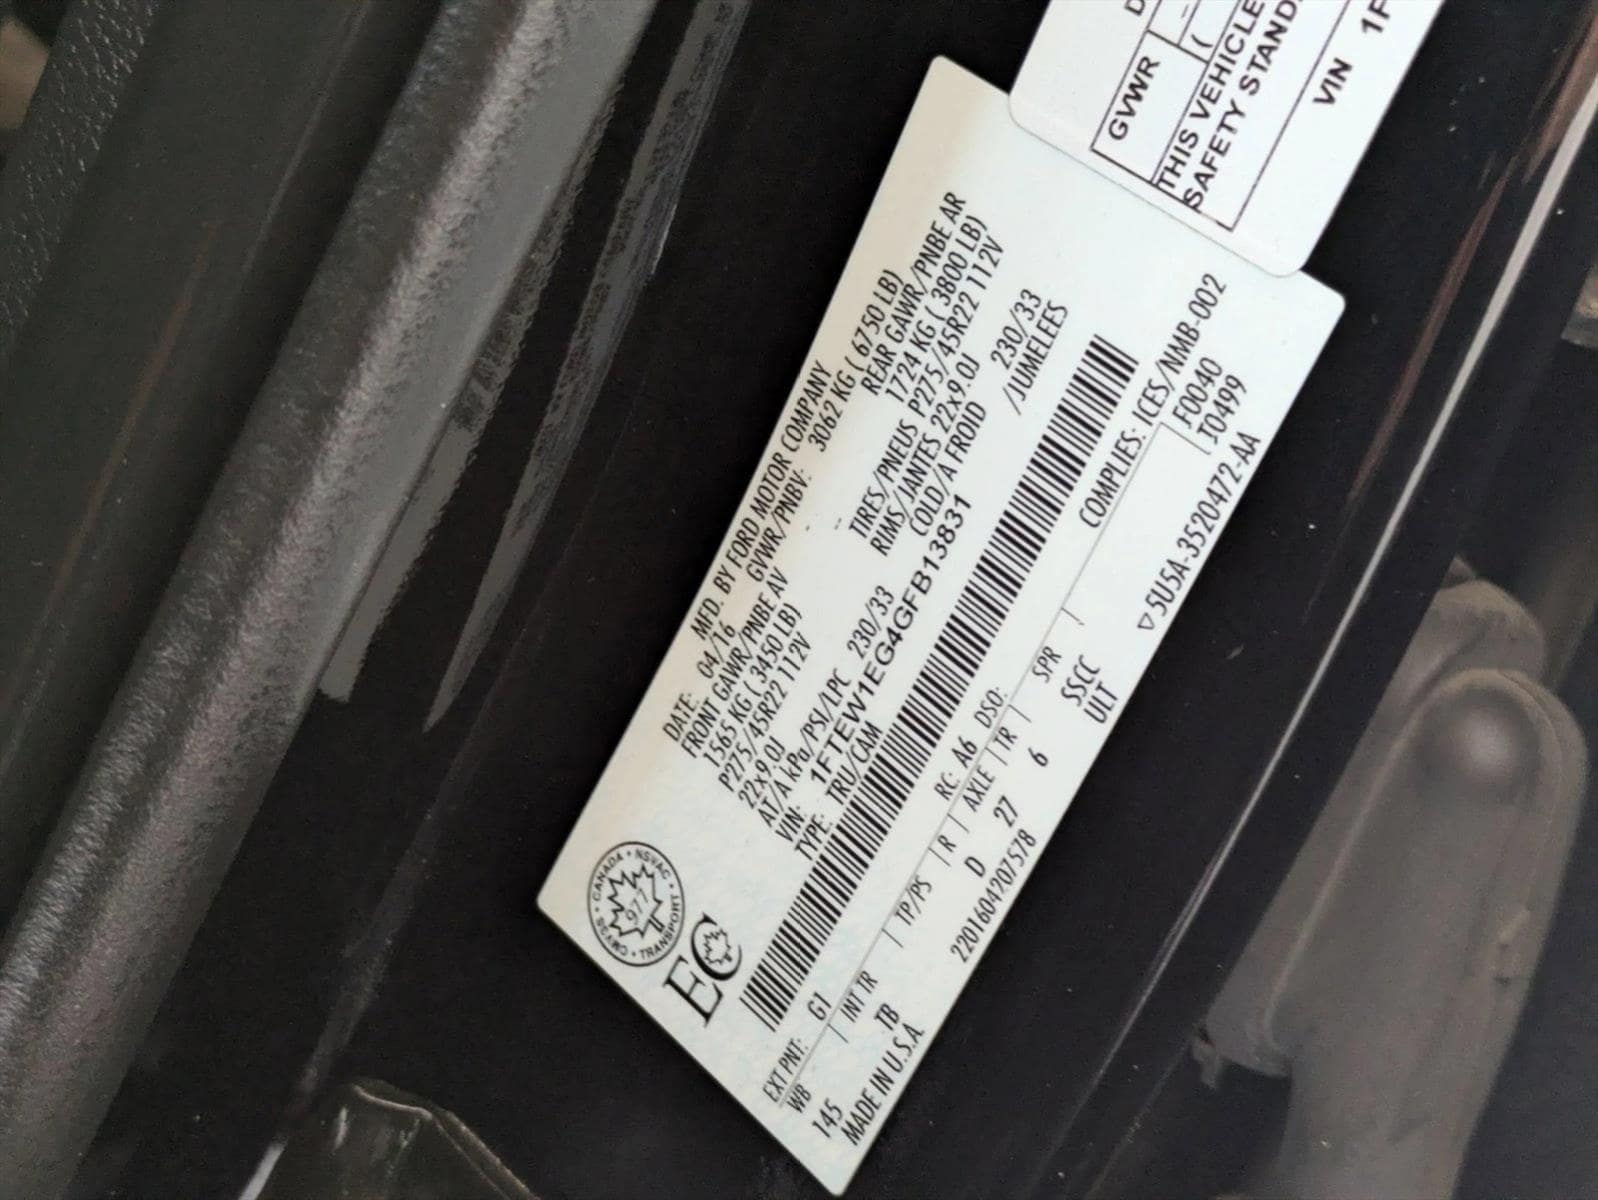 D
GVWR
THIS VEHICLE
SAFETY STAND
VIN 1F
DATE: 04/16 MFD. BY FORD MOTOR COMPANY
GVWR/PNBV: 3062 KG ( 6750 LB)
FRONT GAWR/PNBE AV REAR GAWR/PNBE AR
1565 KG ( 3450 LB) 1724 KG ( 3800 LB)
P275/45R22 112V TIRES/PNEUS P275/45R22 112V
22x9.0J RIMS/JANTES 22x9.0J
AT/A kPa/PSI/LPC 230/33 COLD/A FROID 230/33
VIN: 1FTEW1EG4GFB13831 /JUMELEES
TYPE: TRU/CAM
CANADA • NSVAC • TRANSPORT • CMVSS •
977
EC
COMPLIES: ICES/NMB-002
EXT PNT: G1 RC: A6 DSO: F0040
WB INT TR TP/PS R AXLE TR SPR T0499
145 TB D 27 6 SSCC
ULT
MADE IN U.S.A. 2201604207578
▽5U5A-3520472-AA